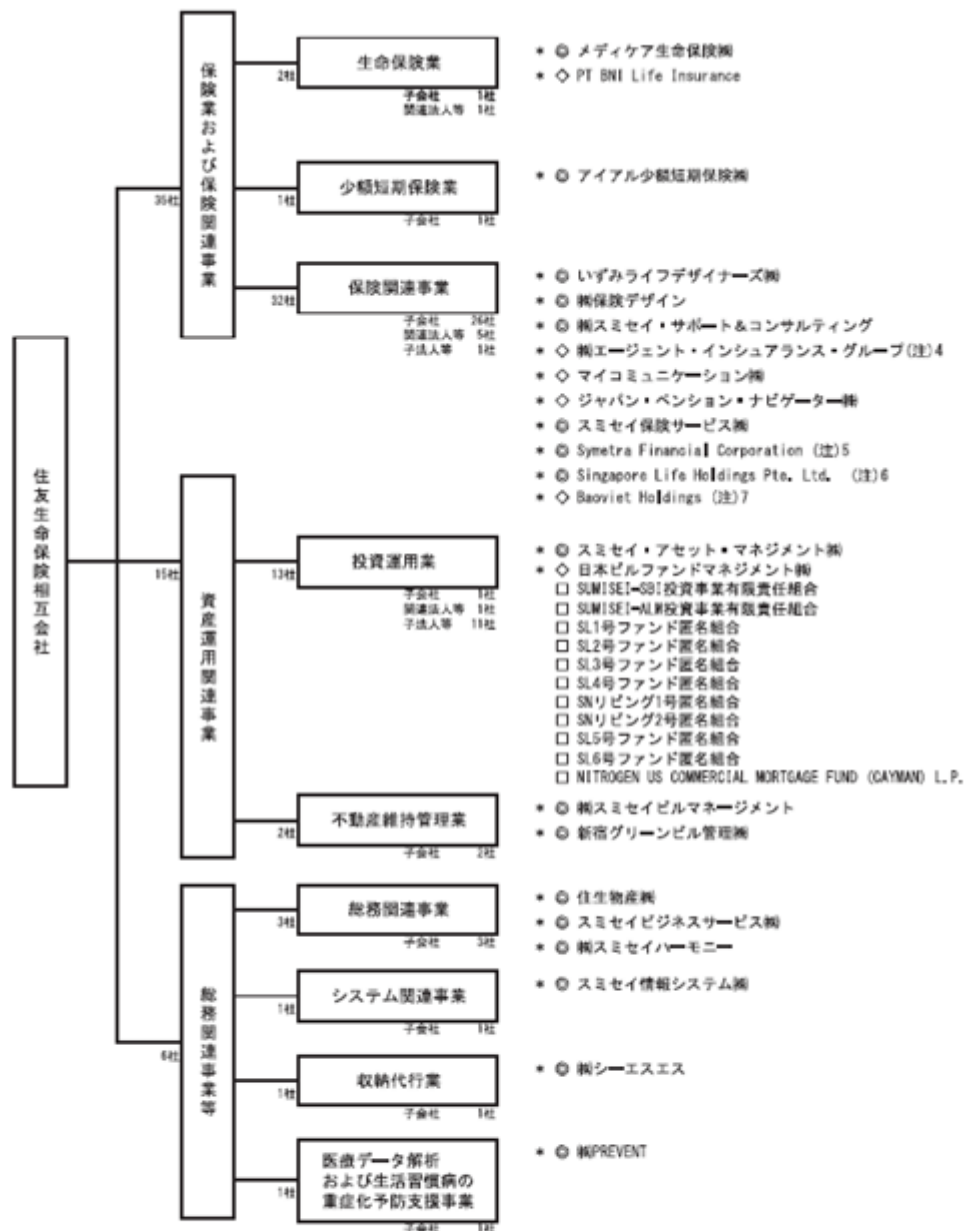 住友生命保険相互会社
35社
保険業および保険関連事業
2社
生命保険業
子会社 1社
関連法人等 1社
* ◎ メディケア生命保険㈱
* ◇ PT BNI Life Insurance
1社
少額短期保険業
子会社 1社
* ◎ アイアル少額短期保険㈱
32社
保険関連事業
子会社 26社
関連法人等 5社
子法人等 1社
* ◎ いずみライフデザイナーズ㈱
* ◎ ㈱保険デザイン
* ◎ ㈱スミセイ・サポート&コンサルティング
* ◇ ㈱エージェント・インシュアランス・グループ(注)4
* ◇ マイコミュニケーション㈱
* ◇ ジャパン・ペンション・ナビゲーター㈱
* ◎ スミセイ保険サービス㈱
* ◎ Symetra Financial Corporation (注)5
* ◎ Singapore Life Holdings Pte. Ltd. (注)6
* ◇ Baoviet Holdings (注)7
15社
資産運用関連事業
13社
投資運用業
子会社 1社
関連法人等 1社
子法人等 11社
* ◎ スミセイ・アセット・マネジメント㈱
* ◇ 日本ビルファンドマネジメント㈱
□ SUMISEI-SBI投資事業有限責任組合
□ SUMISEI-ALM投資事業有限責任組合
□ SL1号ファンド匿名組合
□ SL2号ファンド匿名組合
□ SL3号ファンド匿名組合
□ SL4号ファンド匿名組合
□ SNリビング1号匿名組合
□ SNリビング2号匿名組合
□ SL5号ファンド匿名組合
□ SL6号ファンド匿名組合
□ NITROGEN US COMMERCIAL MORTGAGE FUND (CAYMAN) L.P.
2社
不動産維持管理業
子会社 2社
* ◎ ㈱スミセイビルマネージメント
* ◎ 新宿グリーンビル管理㈱
6社
総務関連事業等
3社
総務関連事業
子会社 3社
* ◎ 住生物産㈱
* ◎ スミセイビジネスサービス㈱
* ◎ ㈱スミセイハーモニー
1社
システム関連事業
子会社 1社
* ◎ スミセイ情報システム㈱
1社
収納代行業
子会社 1社
* ◎ ㈱シーエスエス
1社
医療データ解析
および生活習慣病の
重症化予防支援事業
子会社 1社
* ◎ ㈱PREVENT